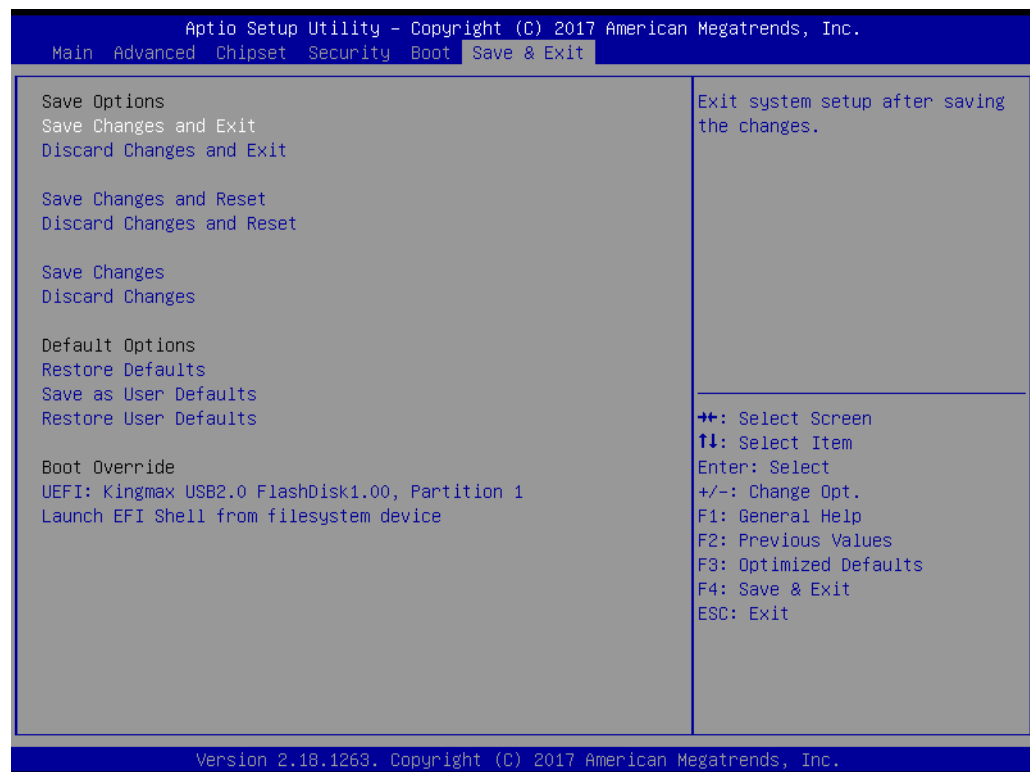 Aptio Setup Utility – Copyright (C) 2017 American Megatrends, Inc.
Main Advanced Chipset Security Boot Save & Exit
Save Options
Save Changes and Exit
Discard Changes and Exit
Save Changes and Reset
Discard Changes and Reset
Save Changes
Discard Changes
Default Options
Restore Defaults
Save as User Defaults
Restore User Defaults
Boot Override
UEFI: Kingmax USB2.0 FlashDisk1.00, Partition 1
Launch EFI Shell from filesystem device
Exit system setup after saving
the changes.
→←: Select Screen
↑↓: Select Item
Enter: Select
+/-: Change Opt.
F1: General Help
F2: Previous Values
F3: Optimized Defaults
F4: Save & Exit
ESC: Exit
Version 2.18.1263. Copyright (C) 2017 American Megatrends, Inc.